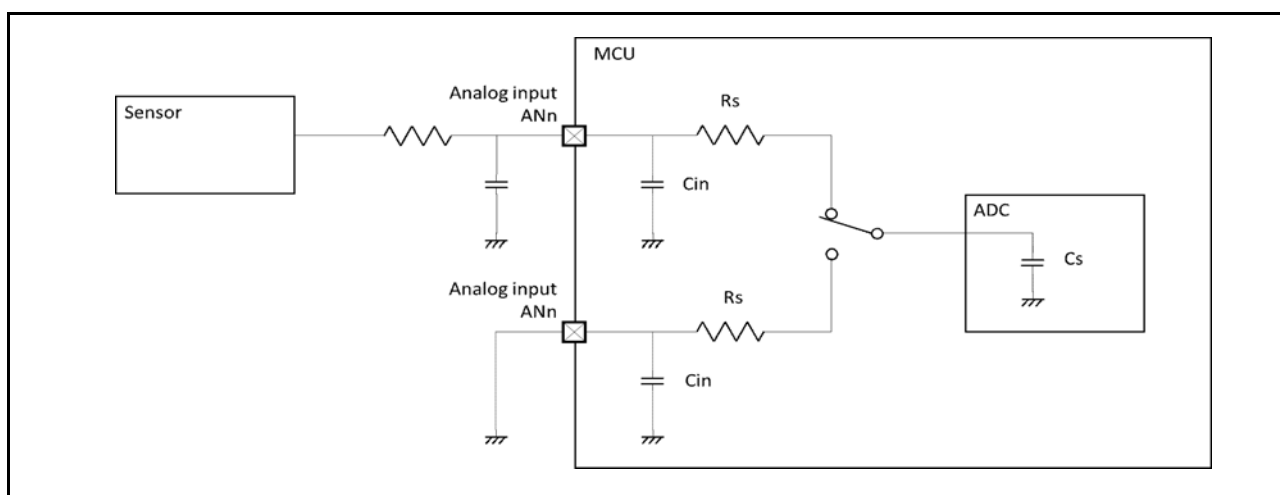 MCU
Sensor
Analog input
ANn
Rs
Cin
ADC
Cs
Analog input
ANn
Rs
Cin